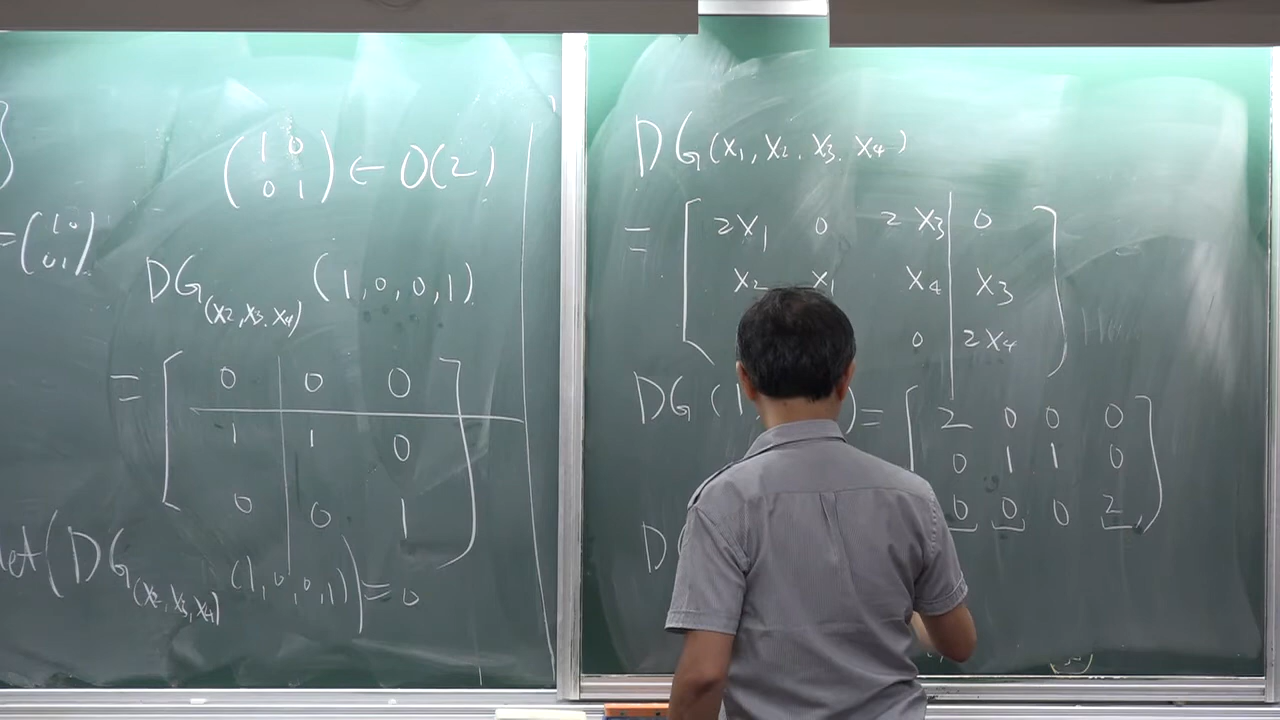 }
(1 0
0 1) ∈ O(2)
=(1 0
0 1)
DG(x2,x3,x4) (1,0,0,1)
= [0 0 0
1 1 0
0 0 1]
det(DG(x2,x3,x4) (1,0,0,1)) = 0
DG(x1, x2, x3, x4)
= [2x1 0 2x3 0
x2 x1 x4 x3
0 2x4]
DG(1, ) = [2 0 0 0
0 1 1 0
0 0 0 2]
D